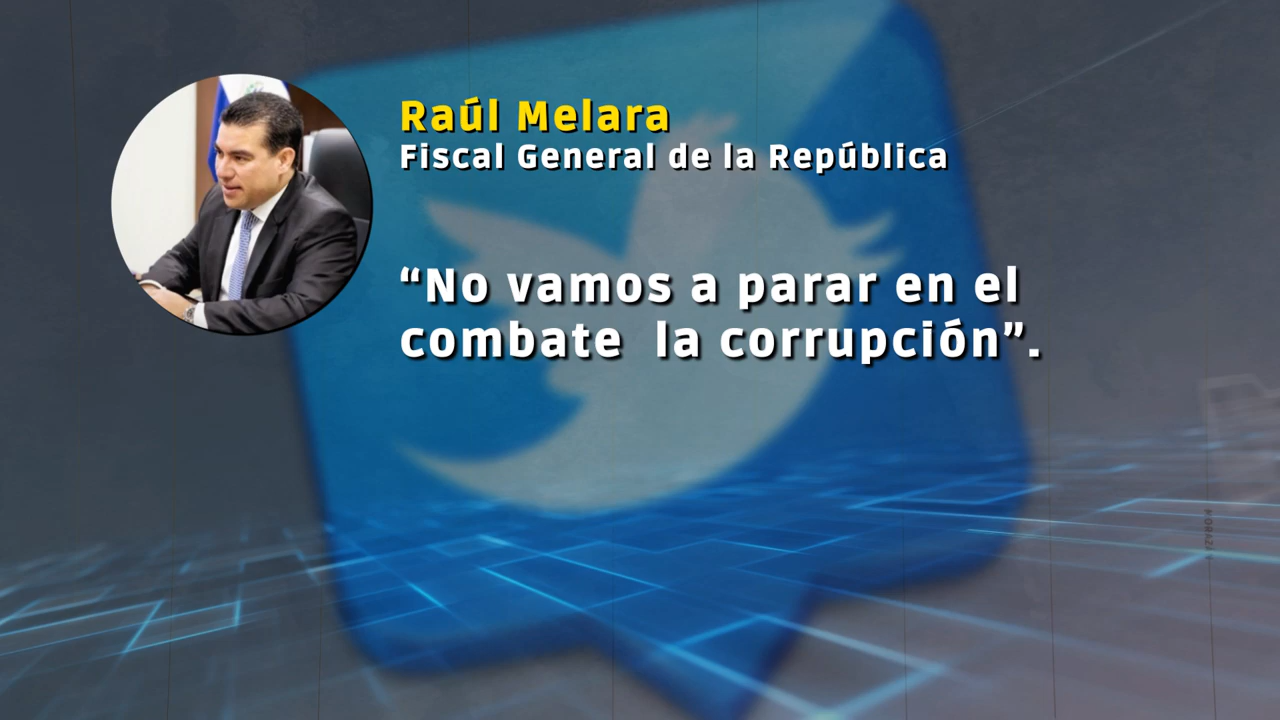 Raúl Melara
Fiscal General de la República
“No vamos a parar en el
combate  la corrupción”.